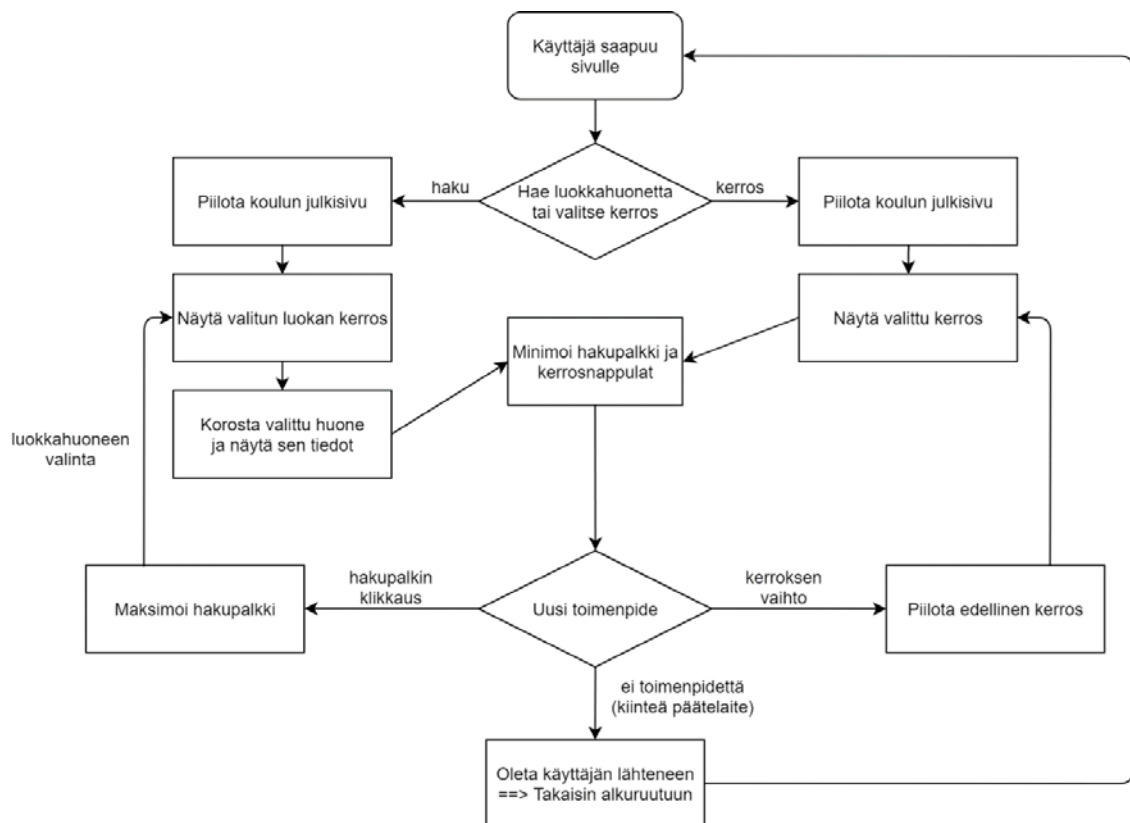 Käyttäjä saapuu
sivulle
haku
Hae luokkahuonetta
tai valitse kerros
kerros
Piilota koulun julkisivu
Piilota koulun julkisivu
Näytä valitun luokan kerros
Näytä valittu kerros
Minimoi hakupalkki ja
kerrosnappulat
Korosta valittu huone
ja näytä sen tiedot
luokkahuoneen
valinta
Maksimoi hakupalkki
hakupalkin
klikkaus
Uusi toimenpide
kerroksen
vaihto
Piilota edellinen kerros
ei toimenpidettä
(kiinteä päätelaite)
Oleta käyttäjän lähteneen
==> Takaisin alkuruutuun